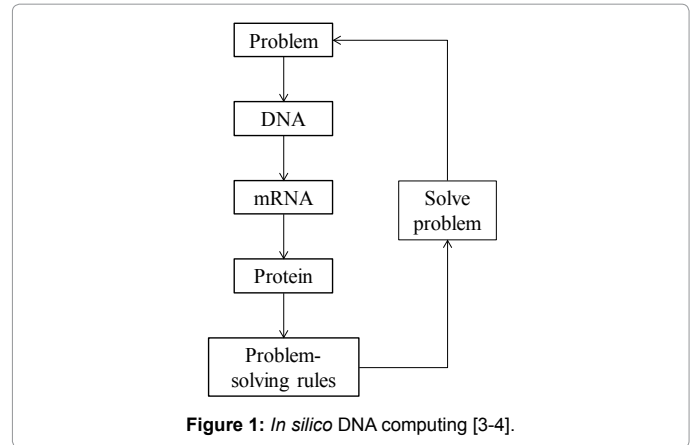 Problem
DNA
mRNA
Solve
problem
Protein
Problem-
solving rules
Figure 1: In silico DNA computing [3-4].